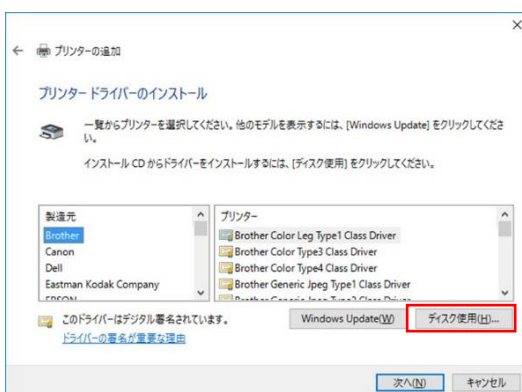 プリンターの追加
プリンター ドライバーのインストール
一覧からプリンターを選択してください。他のモデルを表示するには、[Windows Update] をクリックしてくださ
い。
インストール CD からドライバーをインストールするには、[ディスク使用] をクリックしてください。
製造元
Brother
Canon
Dell
Eastman Kodak Company
EPSON
プリンター
Brother Color Leg Type1 Class Driver
Brother Color Type3 Class Driver
Brother Color Type4 Class Driver
Brother Generic Jpeg Type1 Class Driver
Brother Generic Jpeg Type2 Class Driver
このドライバーはデジタル署名されています。
ドライバーの署名が重要な理由
Windows Update(W)
ディスク使用(H)...
次へ(N)
キャンセル